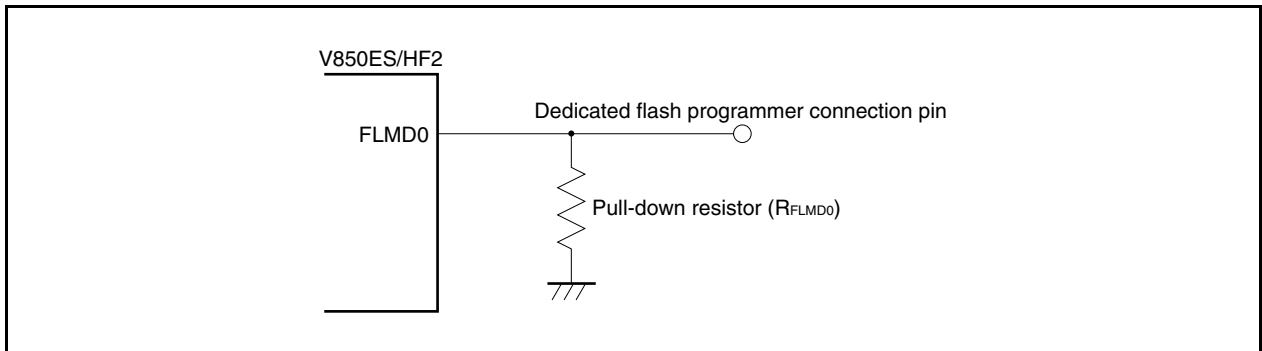 V850ES/HF2
Dedicated flash programmer connection pin
FLMD0
Pull-down resistor (RFLMD0)